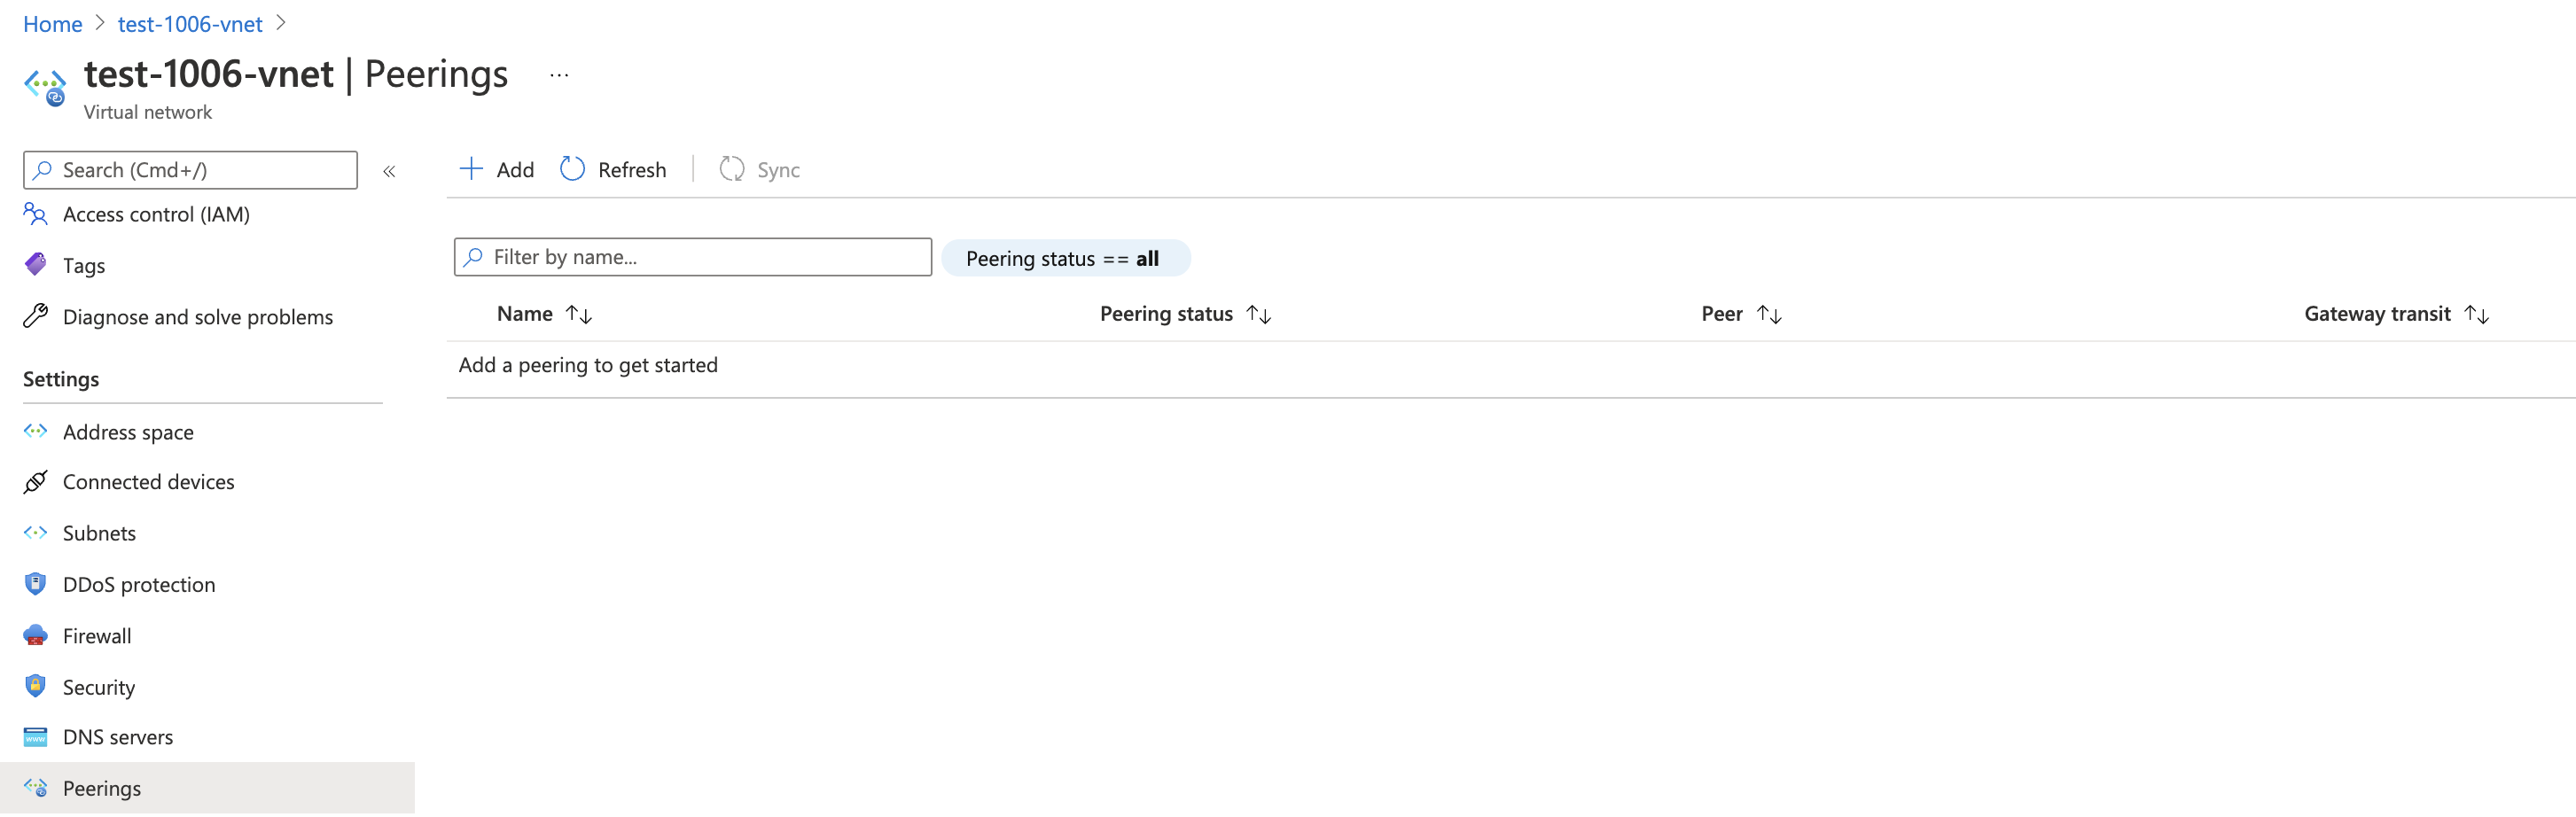 Home > test-1006-vnet >
test-1006-vnet | Peerings ...
Virtual network
Search (Cmd+/) «
Access control (IAM)
Tags
Diagnose and solve problems
Settings
Address space
Connected devices
Subnets
DDoS protection
Firewall
Security
www DNS servers
Peerings
+ Add Refresh | Sync
Filter by name... Peering status == all
Name ↑↓ Peering status ↑↓ Peer ↑↓ Gateway transit ↑↓
Add a peering to get started